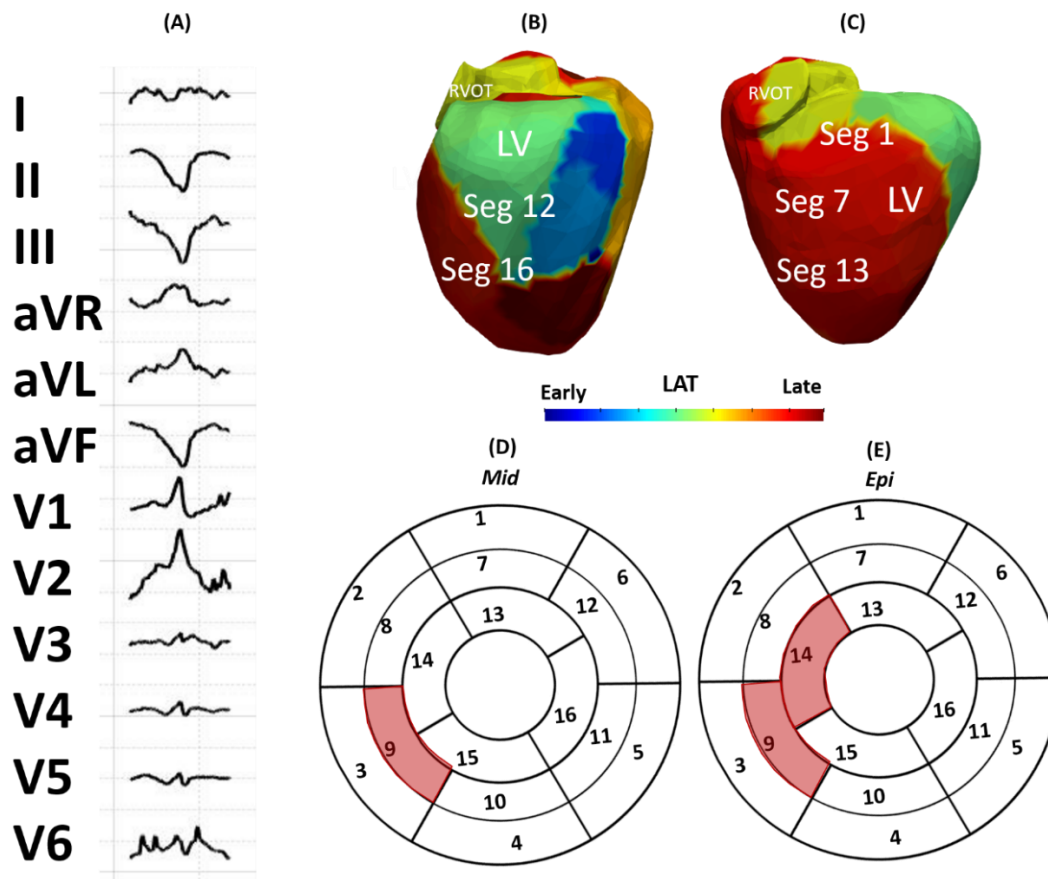 (A)
I
II
III
aVR
aVL
aVF
V1
V2
V3
V4
V5
V6
(B)
RVOT
LV
Seg 12
Seg 16
(C)
RVOT
Seg 1
Seg 7
LV
Seg 13
Early
LAT
Late
(D)
Mid
1
2
6
7
8
12
13
14
9
16
11
3
15
5
10
4
(E)
Epi
1
2
6
7
8
12
13
14
9
16
11
3
15
5
10
4